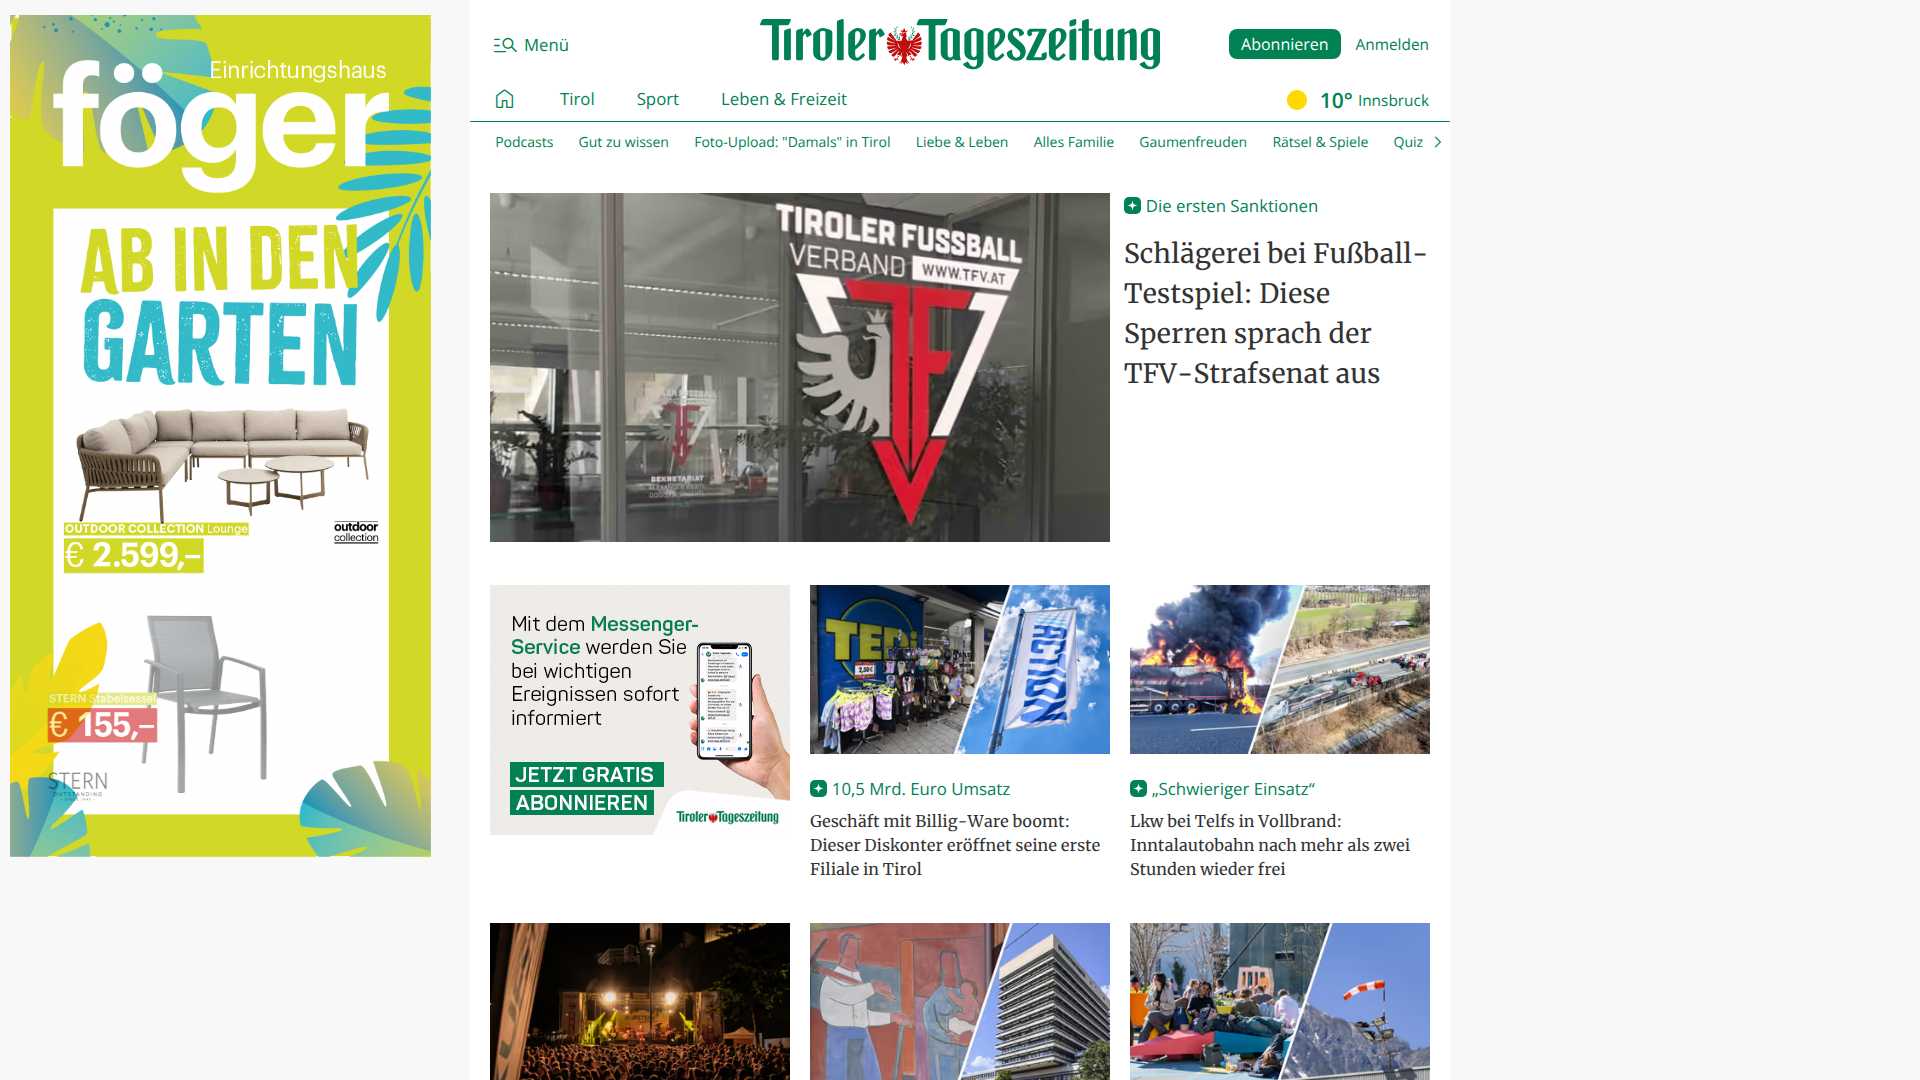 Einrichtungshaus
föger
AB IN DEN
GARTEN
OUTDOOR COLLECTION Lounge
€ 2.599,–
outdoor
collection
STERN Stabelsessel
€ 155,–
STERN
Menü
Tiroler Tageszeitung
Abonnieren
Anmelden
Tirol
Sport
Leben & Freizeit
10° Innsbruck
Podcasts
Gut zu wissen
Foto-Upload: "Damals" in Tirol
Liebe & Leben
Alles Familie
Gaumenfreuden
Rätsel & Spiele
Quiz
TIROLER FUSSBALL
VERBAND WWW.TFV.AT
TFV
SEKRETARIAT
Die ersten Sanktionen
Schlägerei bei Fußball-
Testspiel: Diese
Sperren sprach der
TFV-Strafsenat aus
Mit dem Messenger-
Service werden Sie
bei wichtigen
Ereignissen sofort
informiert
JETZT GRATIS
ABONNIEREN
Tiroler Tageszeitung
TEDi
ACTION
10,5 Mrd. Euro Umsatz
Geschäft mit Billig-Ware boomt:
Dieser Diskonter eröffnet seine erste
Filiale in Tirol
„Schwieriger Einsatz“
Lkw bei Telfs in Vollbrand:
Inntalautobahn nach mehr als zwei
Stunden wieder frei